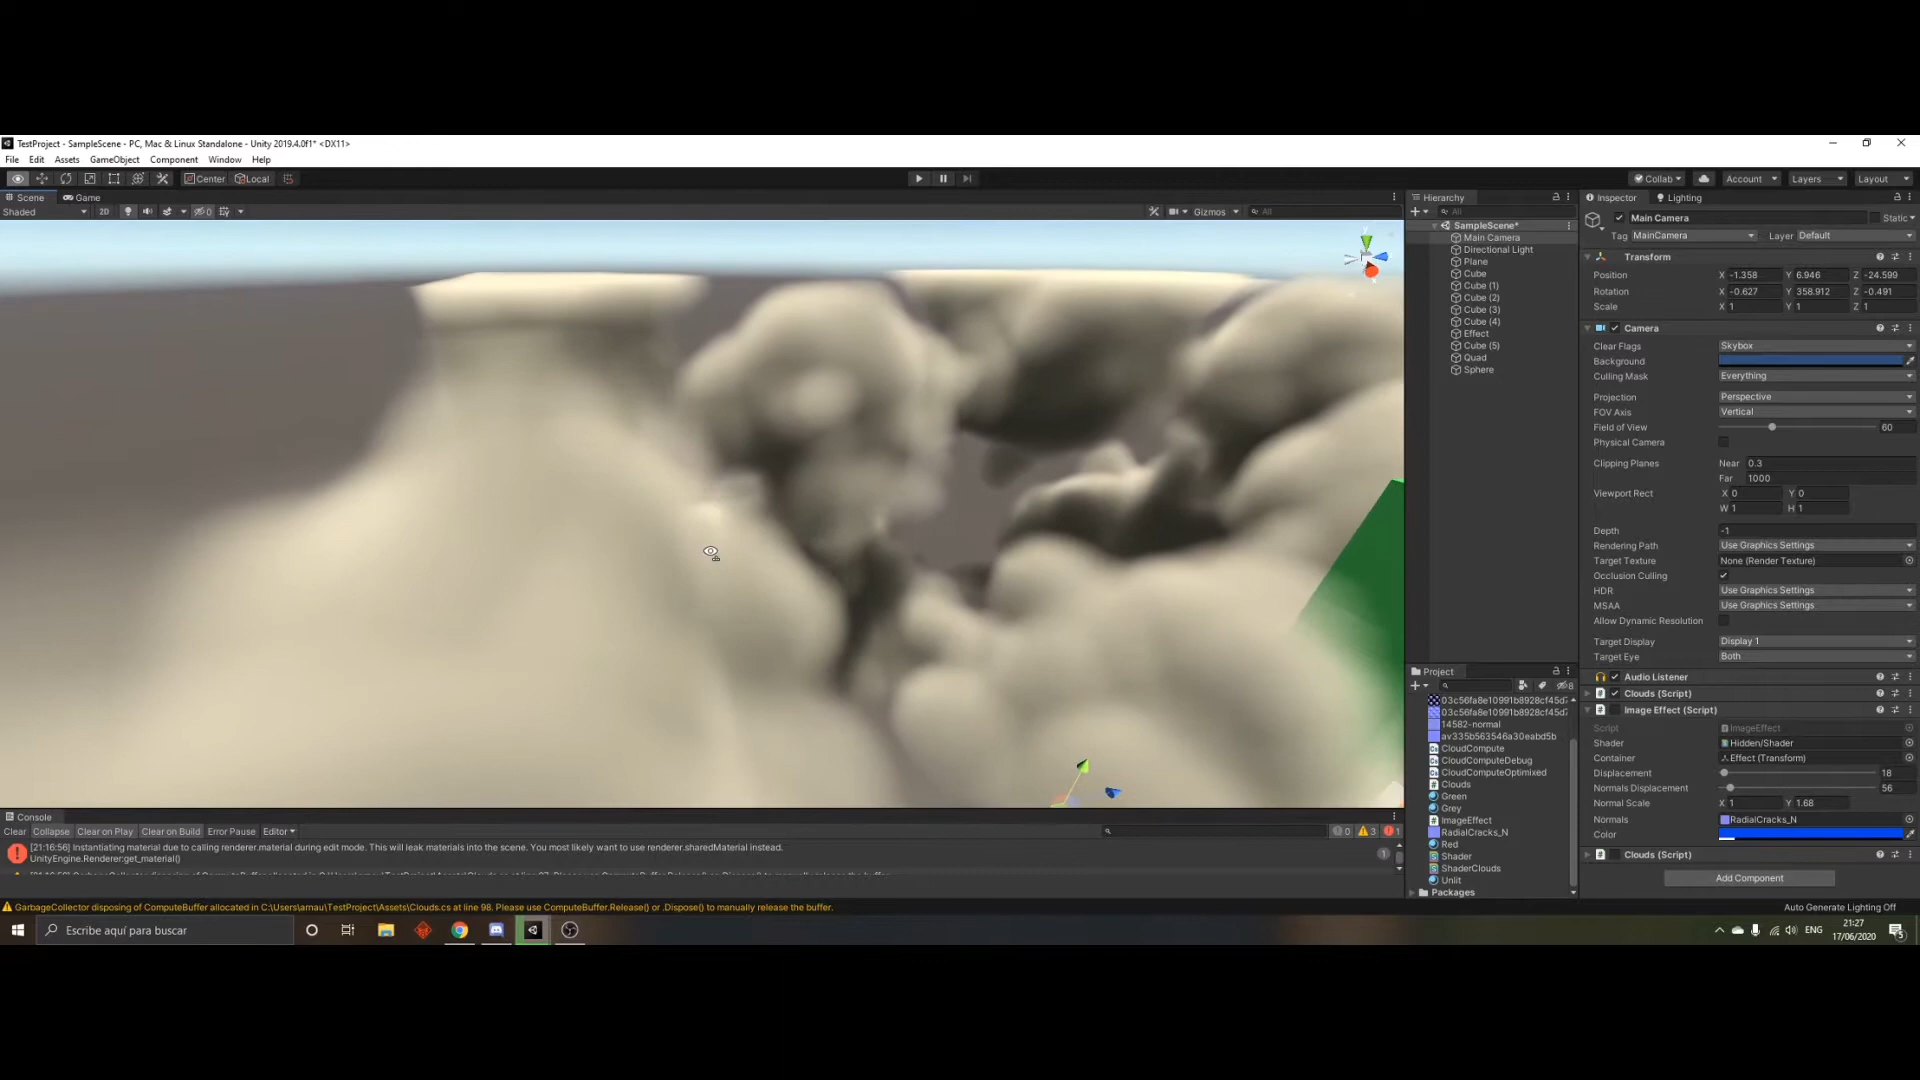 TestProject - SampleScene - PC, Mac & Linux Standalone - Unity 2019.4.0f1* <DX11>
File Edit Assets GameObject Component Window Help
Center Local Collab Account Layers Layout
Scene Game
Shaded 2D 0 Gizmos All
Hierarchy
All
SampleScene*
Main Camera
Directional Light
Plane
Cube
Cube (1)
Cube (2)
Cube (3)
Cube (4)
Effect
Cube (5)
Quad
Sphere
Project
8
03c56fa8e10991b8928cf45d7
03c56fa8e10991b8928cf45d7
14582-normal
av335b563546a30eabd5b
CloudCompute
CloudComputeDebug
CloudComputeOptimixed
Clouds
Green
Grey
ImageEffect
RadialCracks_N
Red
Shader
ShaderClouds
Unlit
Packages
Inspector Lighting
Main Camera Static
Tag MainCamera Layer Default
Transform
Position X -1.358 Y 6.946 Z -24.599
Rotation X -0.627 Y 358.912 Z -0.491
Scale X 1 Y 1 Z 1
Camera
Clear Flags Skybox
Background
Culling Mask Everything
Projection Perspective
FOV Axis Vertical
Field of View 60
Physical Camera
Clipping Planes Near 0.3
Far 1000
Viewport Rect X 0 Y 0
W 1 H 1
Depth -1
Rendering Path Use Graphics Settings
Target Texture None (Render Texture)
Occlusion Culling
HDR Use Graphics Settings
MSAA Use Graphics Settings
Allow Dynamic Resolution
Target Display Display 1
Target Eye Both
Audio Listener
Clouds (Script)
Image Effect (Script)
Script ImageEffect
Shader Hidden/Shader
Container Effect (Transform)
Displacement 18
Normals Displacement 56
Normal Scale X 1 Y 1.68
Normals RadialCracks_N
Color
Clouds (Script)
Add Component
Console
Clear Collapse Clear on Play Clear on Build Error Pause Editor 0 3 1
[21:16:56] Instantiating material due to calling renderer.material during edit mode. This will leak materials into the scene. You most likely want to use renderer.sharedMaterial instead.
UnityEngine.Renderer:get_material()
1
GarbageCollector disposing of ComputeBuffer allocated in C:\Users\arnau\TestProject\Assets\Clouds.cs at line 98. Please use ComputeBuffer.Release() or .Dispose() to manually release the buffer.
Auto Generate Lighting Off
Escribe aquí para buscar
ENG
21:27
17/06/2020
5